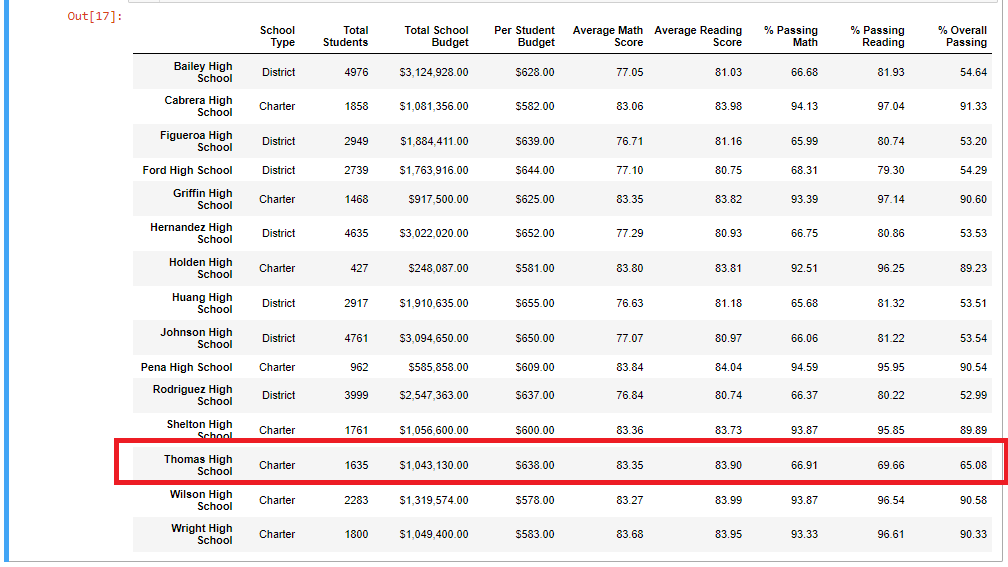 Out[17]:
School Type Total Students Total School Budget Per Student Budget Average Math Score Average Reading Score % Passing Math % Passing Reading % Overall Passing
Bailey High School District 4976 $3,124,928.00 $628.00 77.05 81.03 66.68 81.93 54.64
Cabrera High School Charter 1858 $1,081,356.00 $582.00 83.06 83.98 94.13 97.04 91.33
Figueroa High School District 2949 $1,884,411.00 $639.00 76.71 81.16 65.99 80.74 53.20
Ford High School District 2739 $1,763,916.00 $644.00 77.10 80.75 68.31 79.30 54.29
Griffin High School Charter 1468 $917,500.00 $625.00 83.35 83.82 93.39 97.14 90.60
Hernandez High School District 4635 $3,022,020.00 $652.00 77.29 80.93 66.75 80.86 53.53
Holden High School Charter 427 $248,087.00 $581.00 83.80 83.81 92.51 96.25 89.23
Huang High School District 2917 $1,910,635.00 $655.00 76.63 81.18 65.68 81.32 53.51
Johnson High School District 4761 $3,094,650.00 $650.00 77.07 80.97 66.06 81.22 53.54
Pena High School Charter 962 $585,858.00 $609.00 83.84 84.04 94.59 95.95 90.54
Rodriguez High School District 3999 $2,547,363.00 $637.00 76.84 80.74 66.37 80.22 52.99
Shelton High School Charter 1761 $1,056,600.00 $600.00 83.36 83.73 93.87 95.85 89.89
Thomas High School Charter 1635 $1,043,130.00 $638.00 83.35 83.90 66.91 69.66 65.08
Wilson High School Charter 2283 $1,319,574.00 $578.00 83.27 83.99 93.87 96.54 90.58
Wright High School Charter 1800 $1,049,400.00 $583.00 83.68 83.95 93.33 96.61 90.33